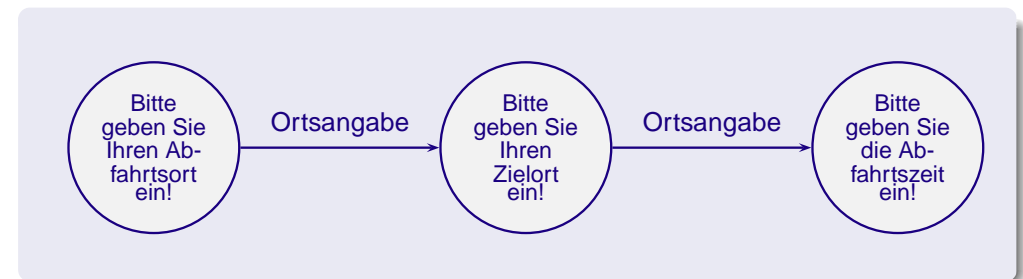 Bitte
geben Sie
Ihren Ab-
fahrtsort
ein!
Ortsangabe
Bitte
geben Sie
Ihren
Zielort
ein!
Ortsangabe
Bitte
geben Sie
die Ab-
fahrtszeit
ein!